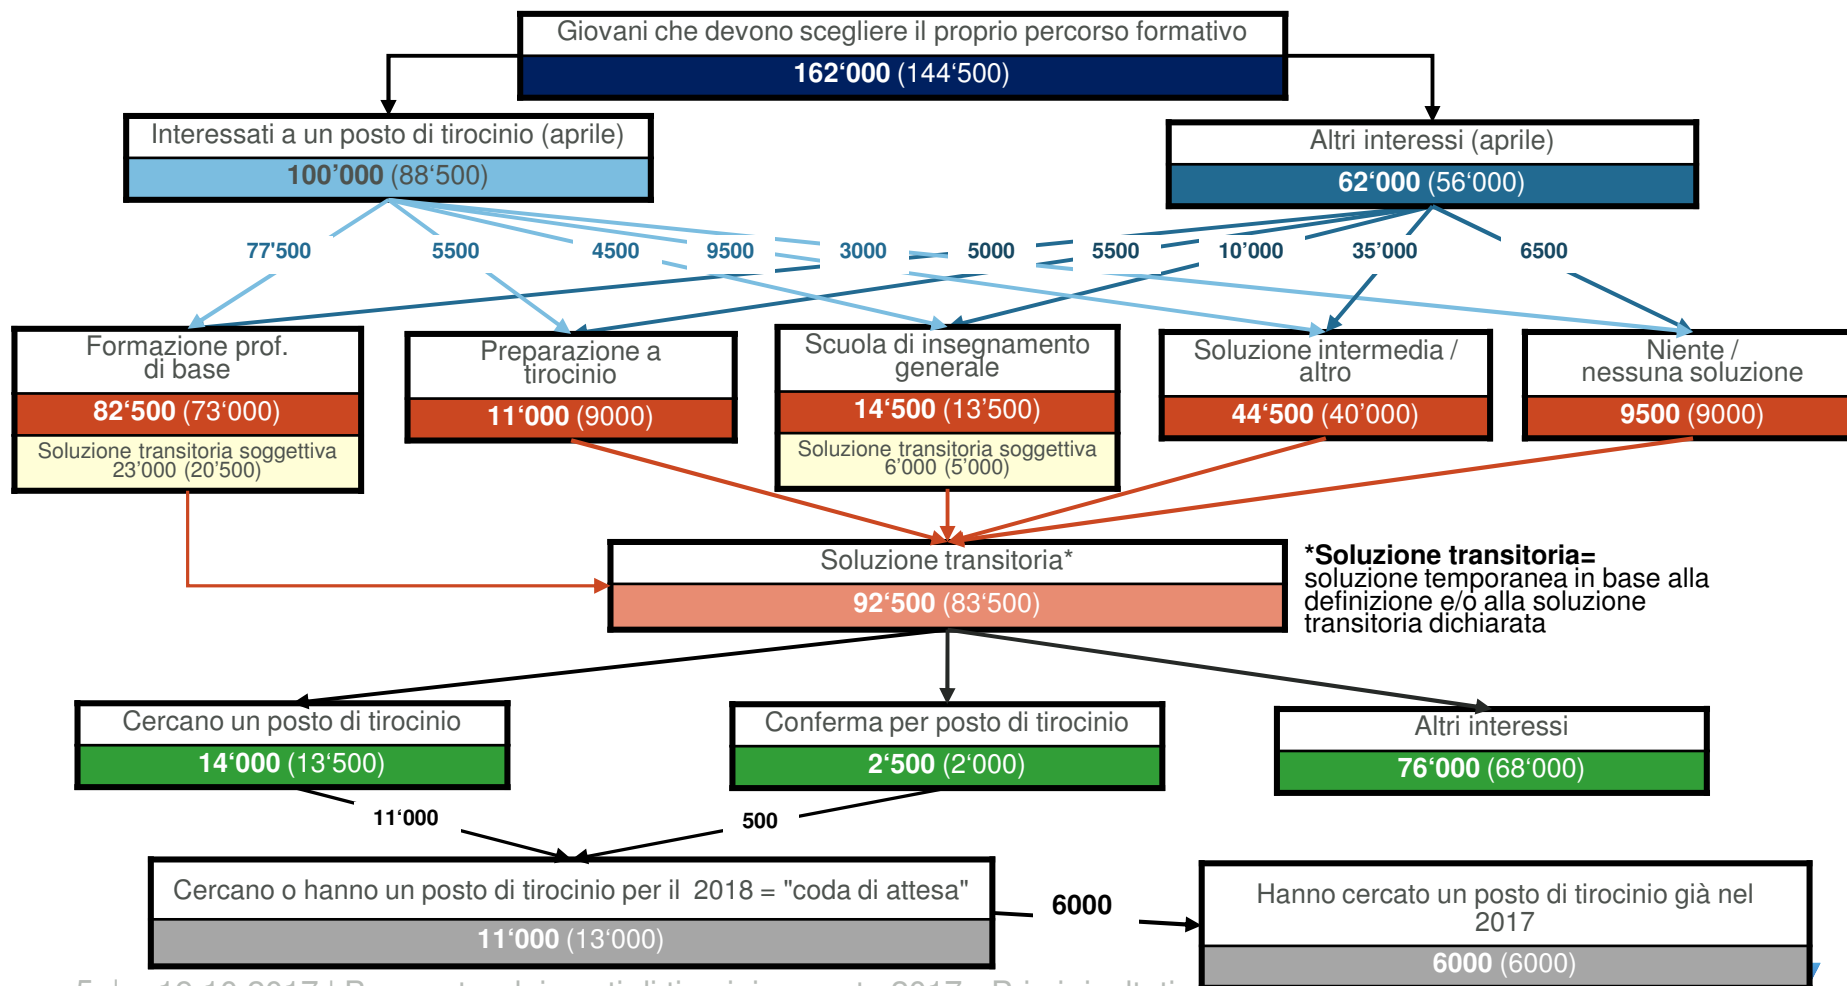 Giovani che devono scegliere il proprio percorso formativo
162‘000 (144‘500)
Interessati a un posto di tirocinio (aprile)
100’000 (88‘500)
Altri interessi (aprile)
62‘000 (56‘000)
77'500
5500
4500
9500
3000
5000
5500
10’000
35’000
6500
Formazione prof.
di base
82‘500 (73‘000)
Soluzione transitoria soggettiva
23’000 (20’500)
Preparazione a
tirocinio
11‘000 (9000)
Scuola di insegnamento
generale
14‘500 (13’500)
Soluzione transitoria soggettiva
6’000 (5’000)
Soluzione intermedia /
altro
44‘500 (40’000)
Niente /
nessuna soluzione
9500 (9000)
Soluzione transitoria*
92‘500 (83‘500)
*Soluzione transitoria=
soluzione temporanea in base alla
definizione e/o alla soluzione
transitoria dichiarata
Cercano un posto di tirocinio
14‘000 (13‘500)
Conferma per posto di tirocinio
2‘500 (2‘000)
Altri interessi
76‘000 (68‘000)
11‘000
500
Cercano o hanno un posto di tirocinio per il 2018 = "coda di attesa"
11‘000 (13‘000)
6000
Hanno cercato un posto di tirocinio già nel
2017
6000 (6000)